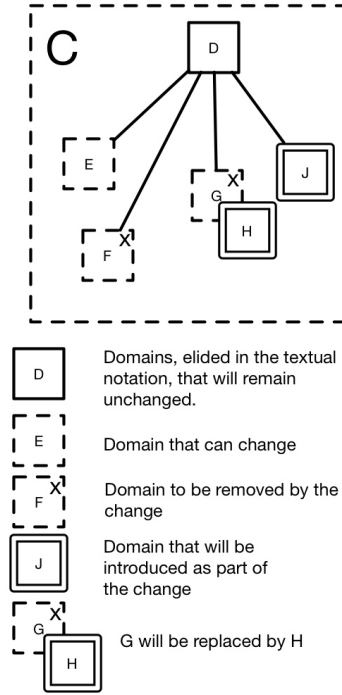 C
D
E
J
X
G
H
X
F
D
Domains, elided in the textual
notation, that will remain
unchanged.
E
Domain that can change
X
F
Domain to be removed by the
change
J
Domain that will be
introduced as part of
the change
X
G
H
G will be replaced by H